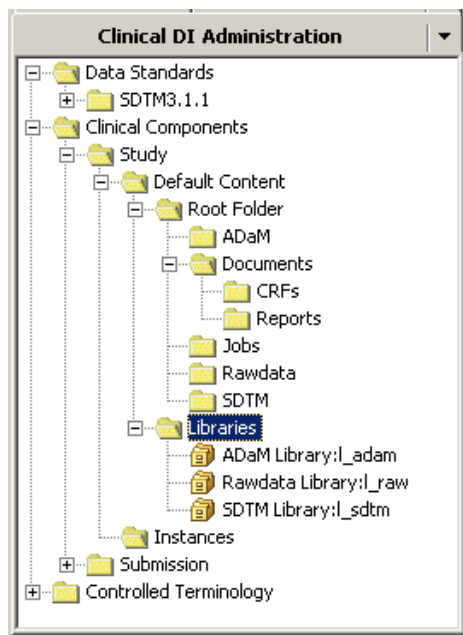 Clinical DI Administration
Data Standards
SDTM3.1.1
Clinical Components
Study
Default Content
Root Folder
ADaM
Documents
CRFs
Reports
Jobs
Rawdata
SDTM
Libraries
ADaM Library:l_adam
Rawdata Library:l_raw
SDTM Library:l_sdtm
Instances
Submission
Controlled Terminology